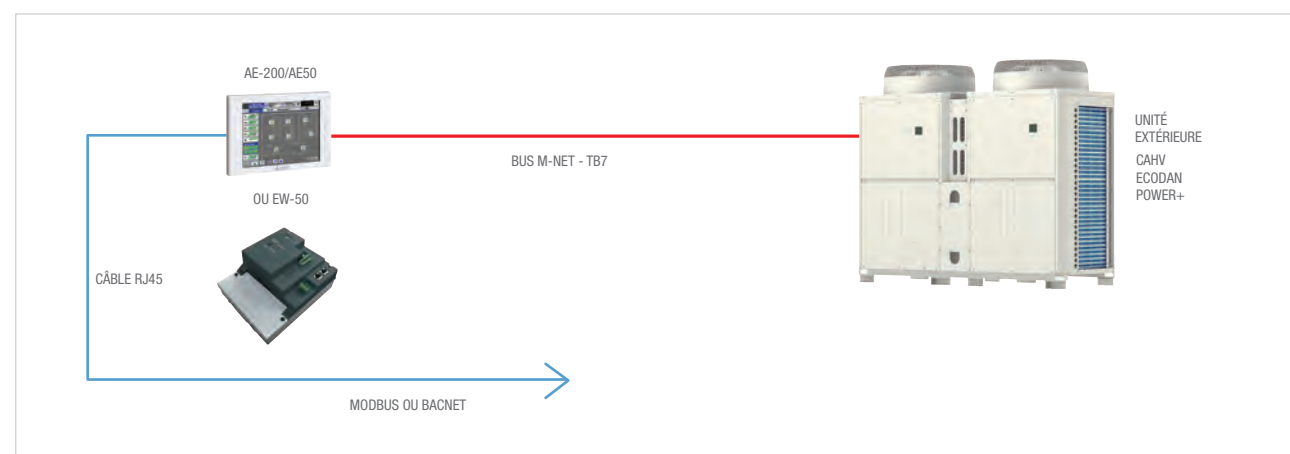 AE-200/AE50
BUS M-NET - TB7
OU EW-50
UNITÉ
EXTÉRIEURE
CAHV
ECODAN
POWER+
CÂBLE RJ45
MODBUS OU BACNET